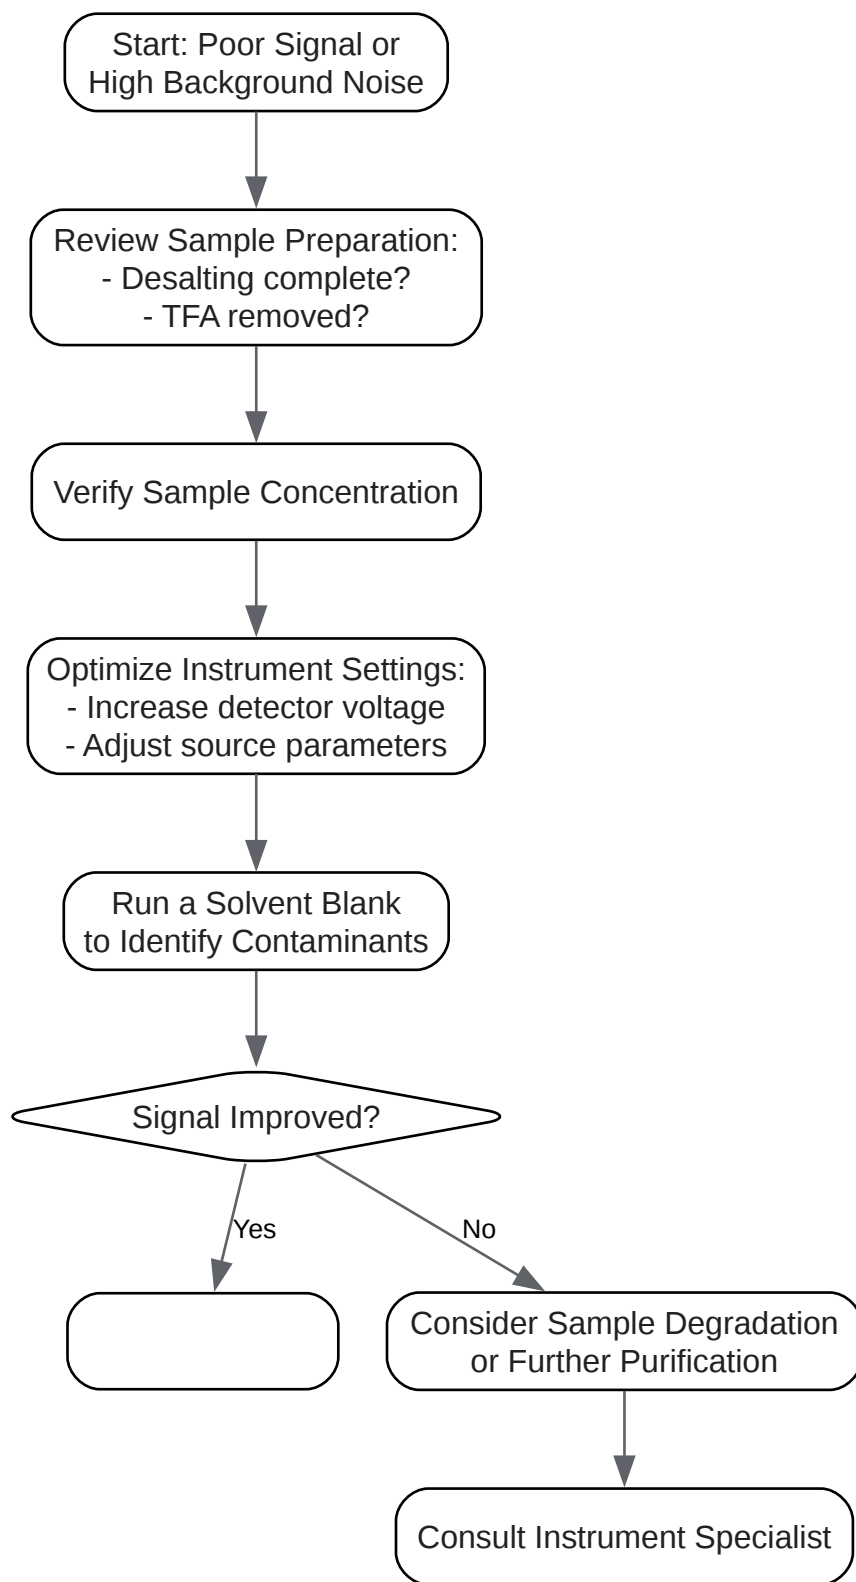 Start: Poor Signal or
High Background Noise
Review Sample Preparation:
- Desalting complete?
- TFA removed?
Verify Sample Concentration
Optimize Instrument Settings:
- Increase detector voltage
- Adjust source parameters
Run a Solvent Blank
to Identify Contaminants
Signal Improved?
Yes
No
Consider Sample Degradation
or Further Purification
Consult Instrument Specialist